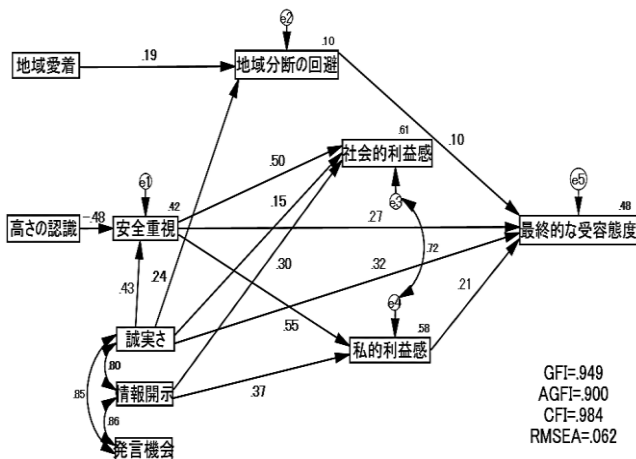 e2
.10
地域愛着
.19
地域分断の回避
.61
.10
e1
.50
社会的利益感
e5
.42
.15
e3
.48
高さの認識
-.48
安全重視
.27
最終的な受容態度
.72
.30
.32
.43
.24
e4
.21
.55
.58
誠実さ
私的利益感
.80
.37
GFI=.949
.85
情報開示
AGFI=.900
.86
CFI=.984
発言機会
RMSEA=.062